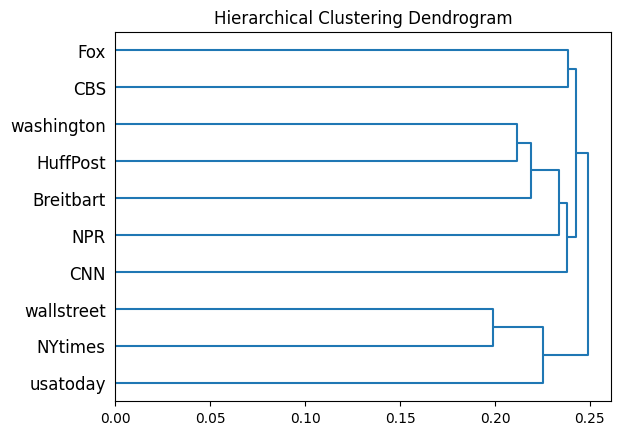 Hierarchical Clustering Dendrogram
Fox
CBS
washington
HuffPost
Breitbart
NPR
CNN
wallstreet
NYtimes
usatoday
0.00 0.05 0.10 0.15 0.20 0.25